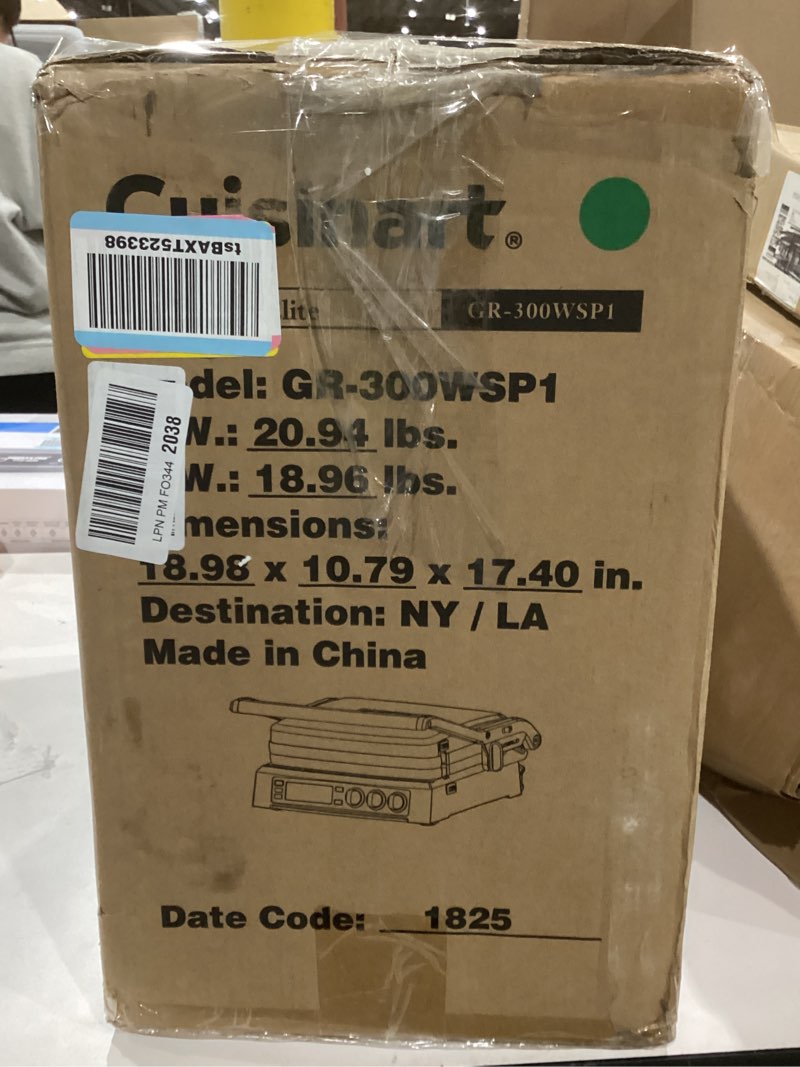 Cuisinart®
tsBAXT523398
lite
GR-300WSP1
del: GR-300WSP1
W.: 20.94 lbs.
W.: 18.96 lbs.
mensions:
18.98 x 10.79 x 17.40 in.
LPN PM FO344 2038
Destination: NY / LA
Made in China
Date Code: 1825